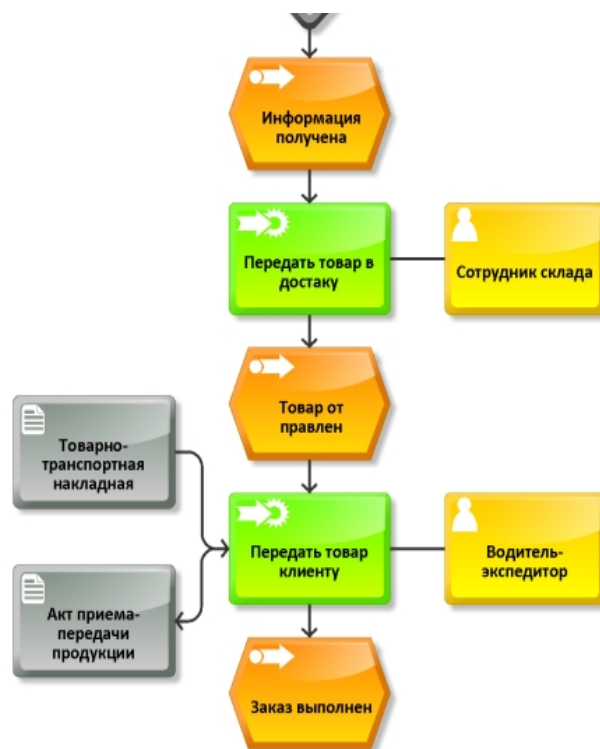 Информация
получена
Передать товар в
достаку
Сотрудник склада
Товар от
правлен
Товарно-
транспортная
накладная
Передать товар
клиенту
Водитель-
экспедитор
Акт приема-
передачи
продукции
Заказ выполнен